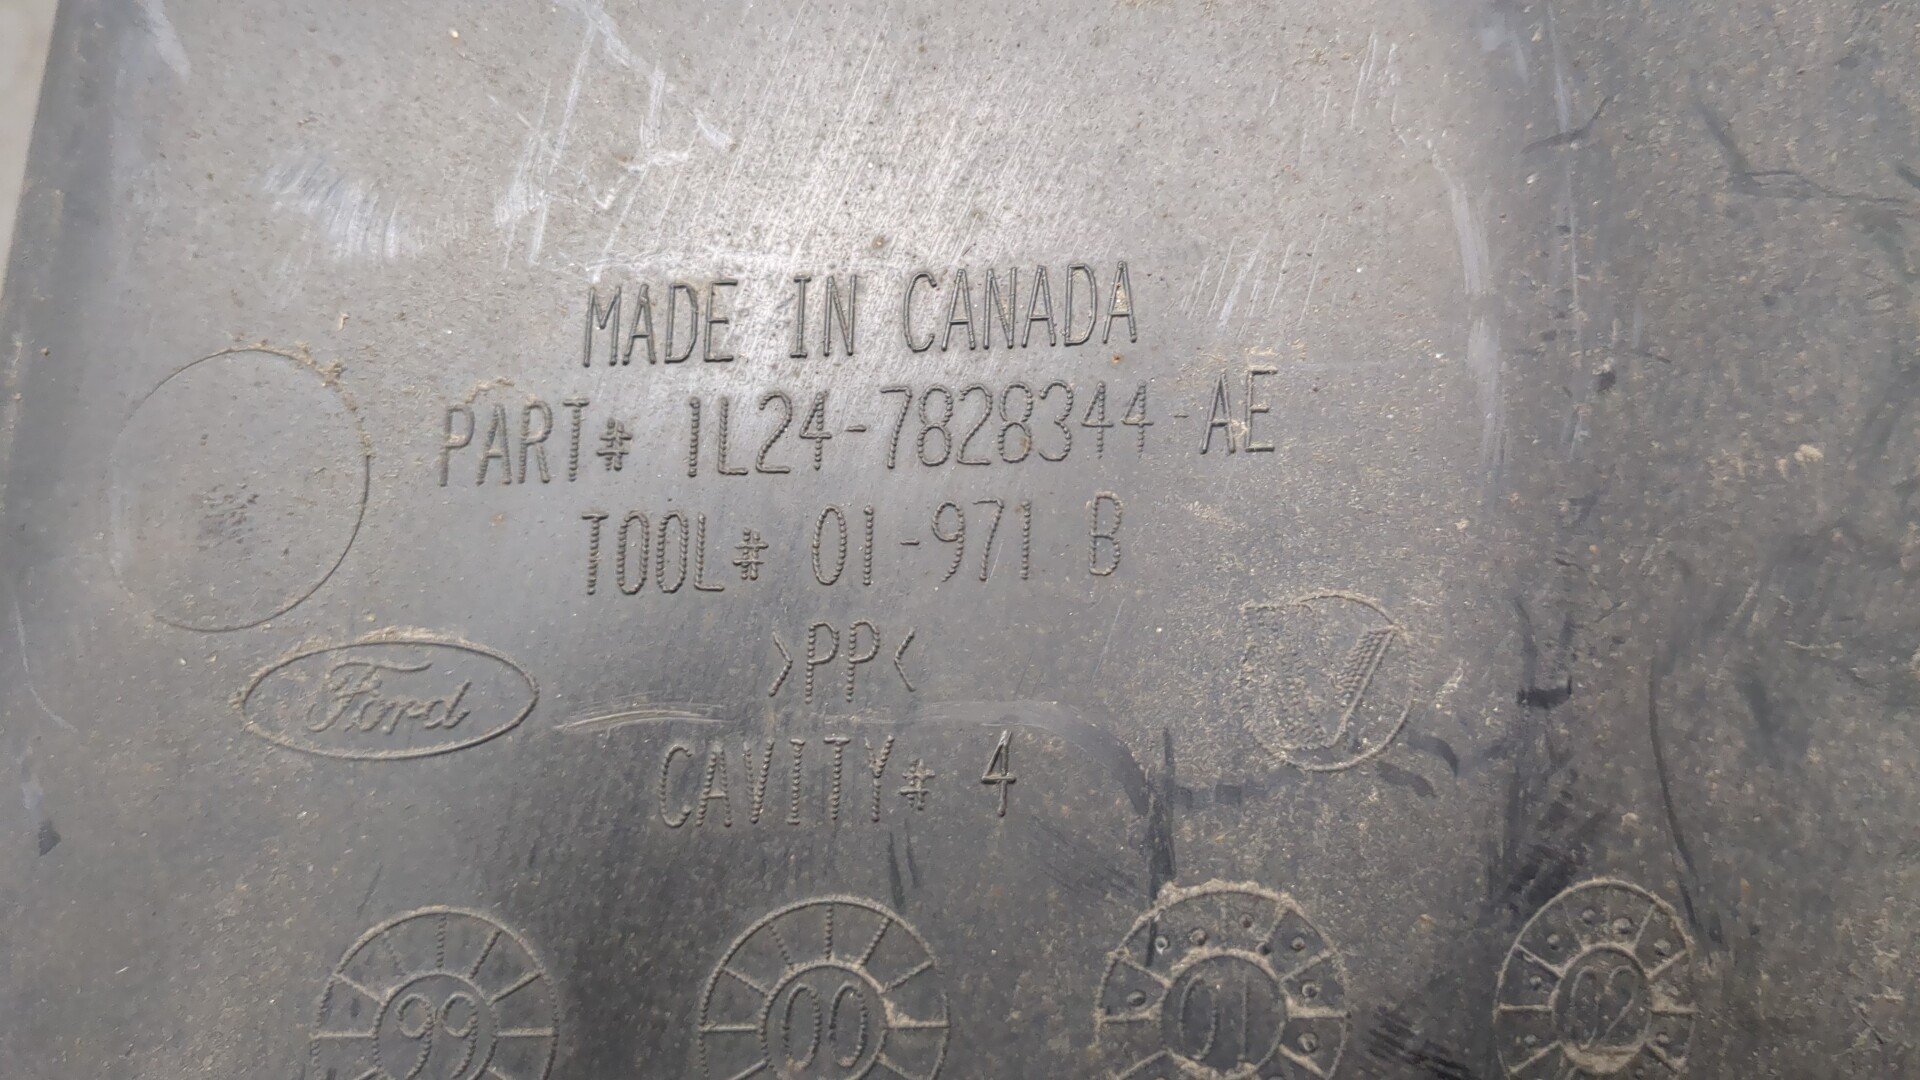 MADE IN CANADA
PART# 1L24-7828344-AE
TOOL# 01-971 B
>PP<
Ford
CAVITY# 4
99
00
01
02